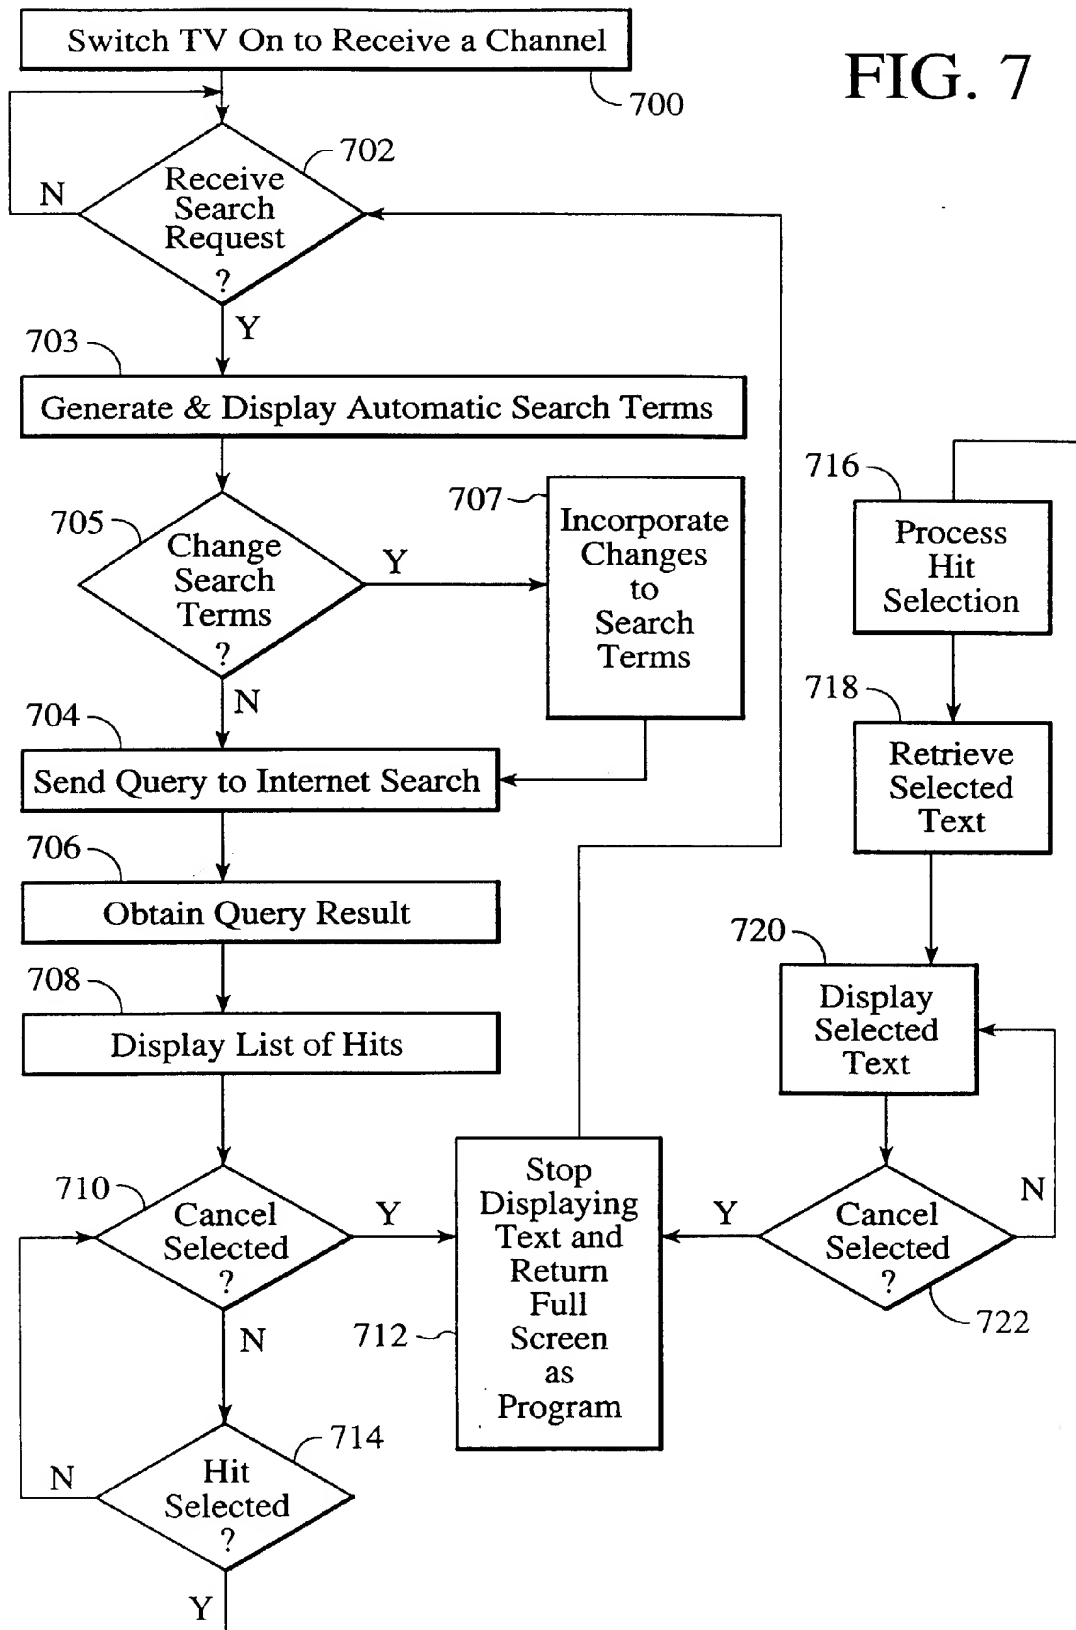 Switch TV On to Receive a Channel
FIG. 7
700
702
Receive
Search
Request
?
N
Y
703
Generate & Display Automatic Search Terms
705
Change
Search
Terms
?
Y
N
707
Incorporate
Changes
to
Search
Terms
704
Send Query to Internet Search
706
Obtain Query Result
708
Display List of Hits
710
Cancel
Selected
?
Y
N
712
Stop
Displaying
Text and
Return
Full
Screen
as
Program
714
Hit
Selected
?
N
Y
716
Process
Hit
Selection
718
Retrieve
Selected
Text
720
Display
Selected
Text
Cancel
Selected
?
Y
N
722